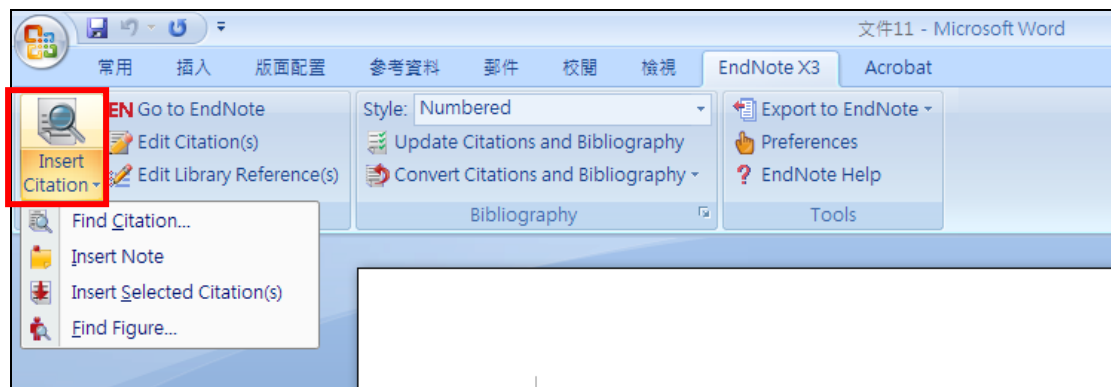 文件11 - Microsoft Word
常用 插入 版面配置 參考資料 郵件 校閱 檢視 EndNote X3 Acrobat
Insert Citation
EN Go to EndNote
Edit Citation(s)
Edit Library Reference(s)
Style: Numbered
Update Citations and Bibliography
Convert Citations and Bibliography
Bibliography
Export to EndNote
Preferences
? EndNote Help
Tools
Find Citation...
Insert Note
Insert Selected Citation(s)
Find Figure...